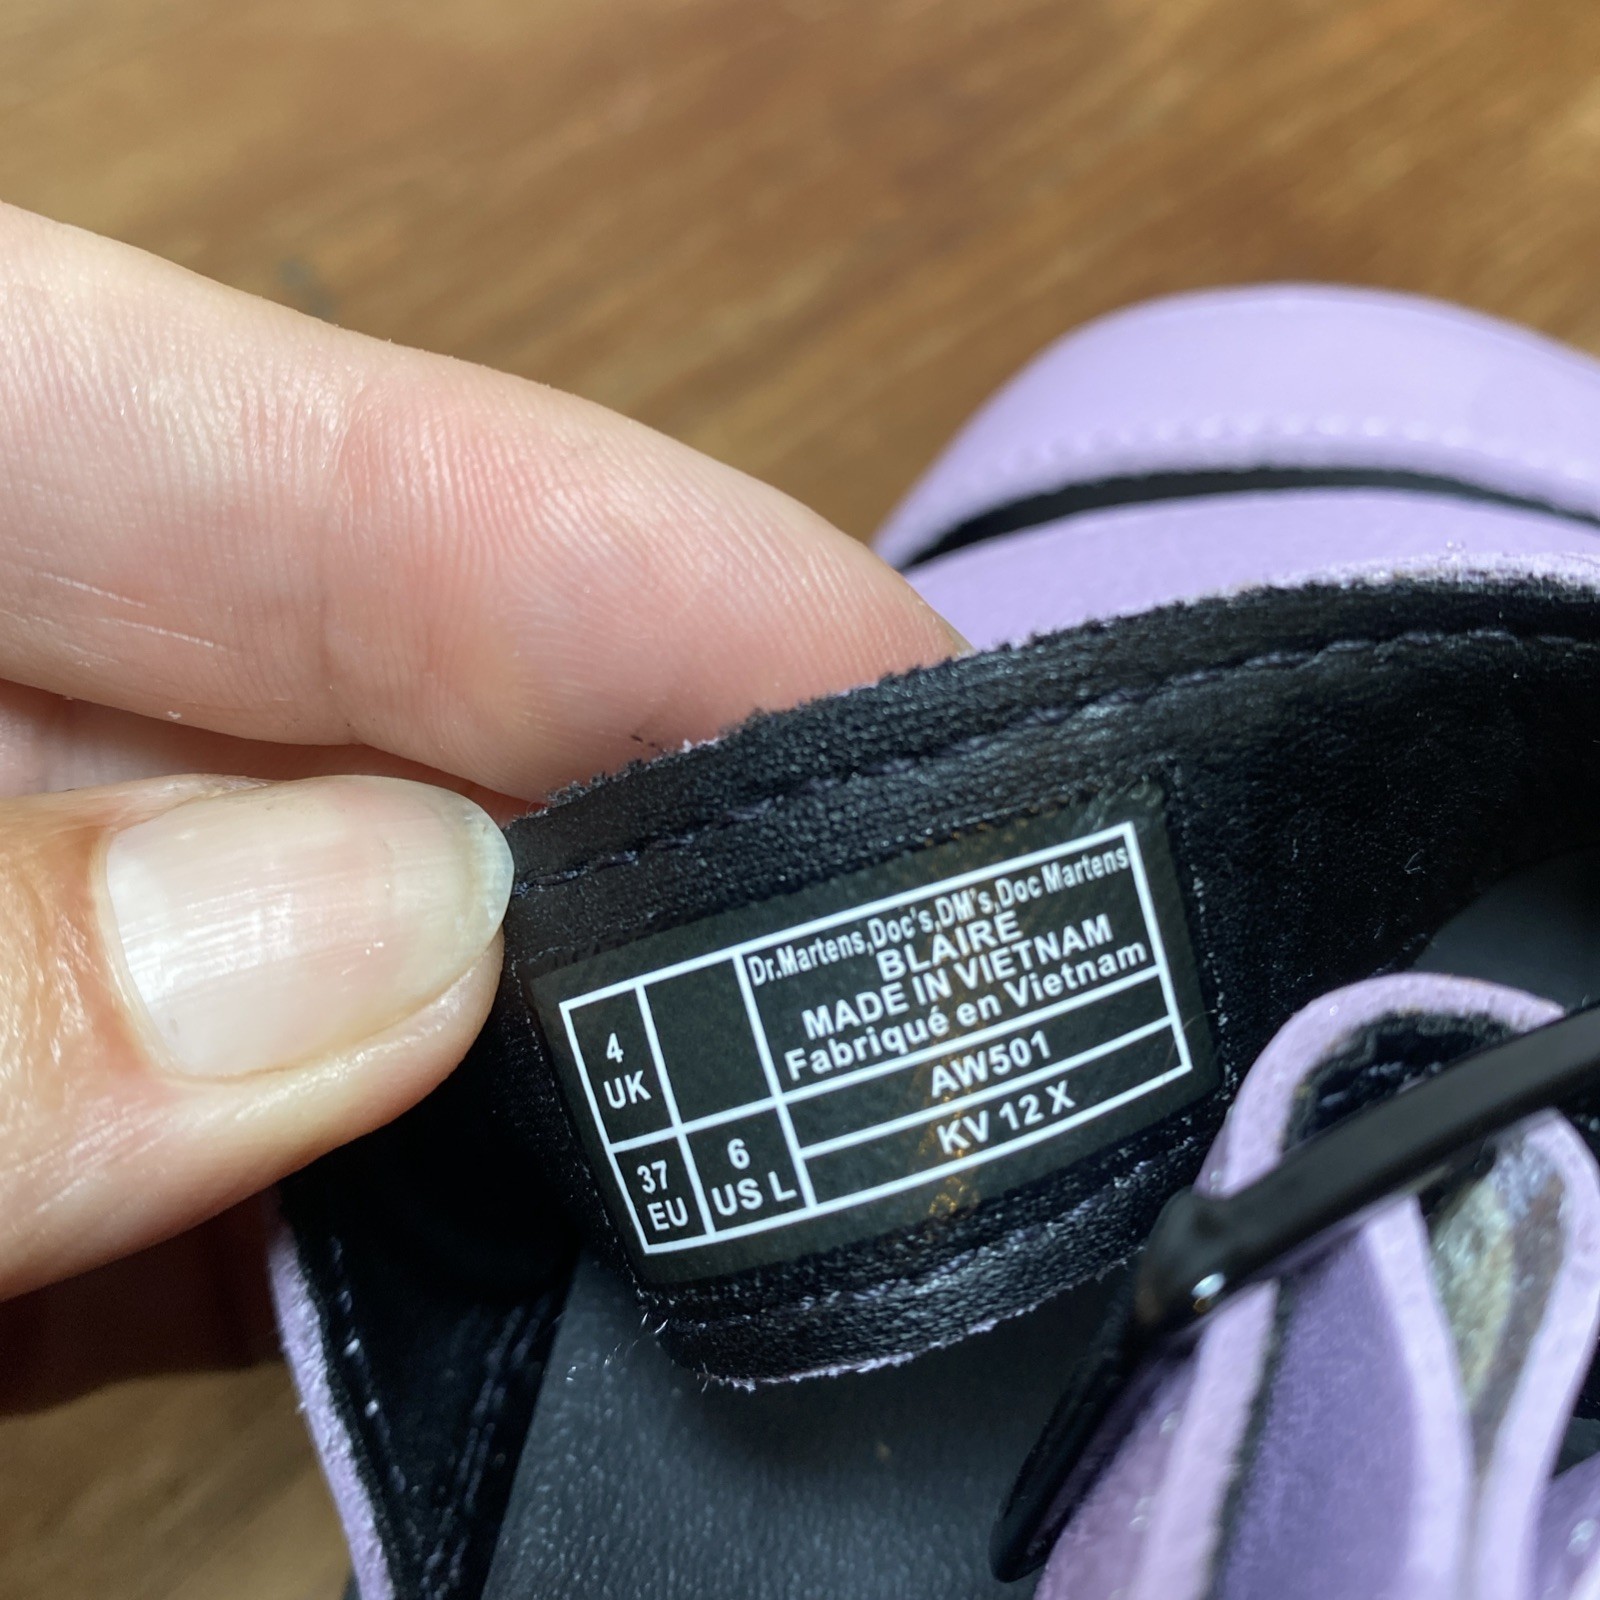 Dr.Martens,Doc's,DM's,Doc Martens
BLAIRE
MADE IN VIETNAM
Fabriqué en Vietnam
AW501
KV 12 X
4
UK
37
EU
6
US L